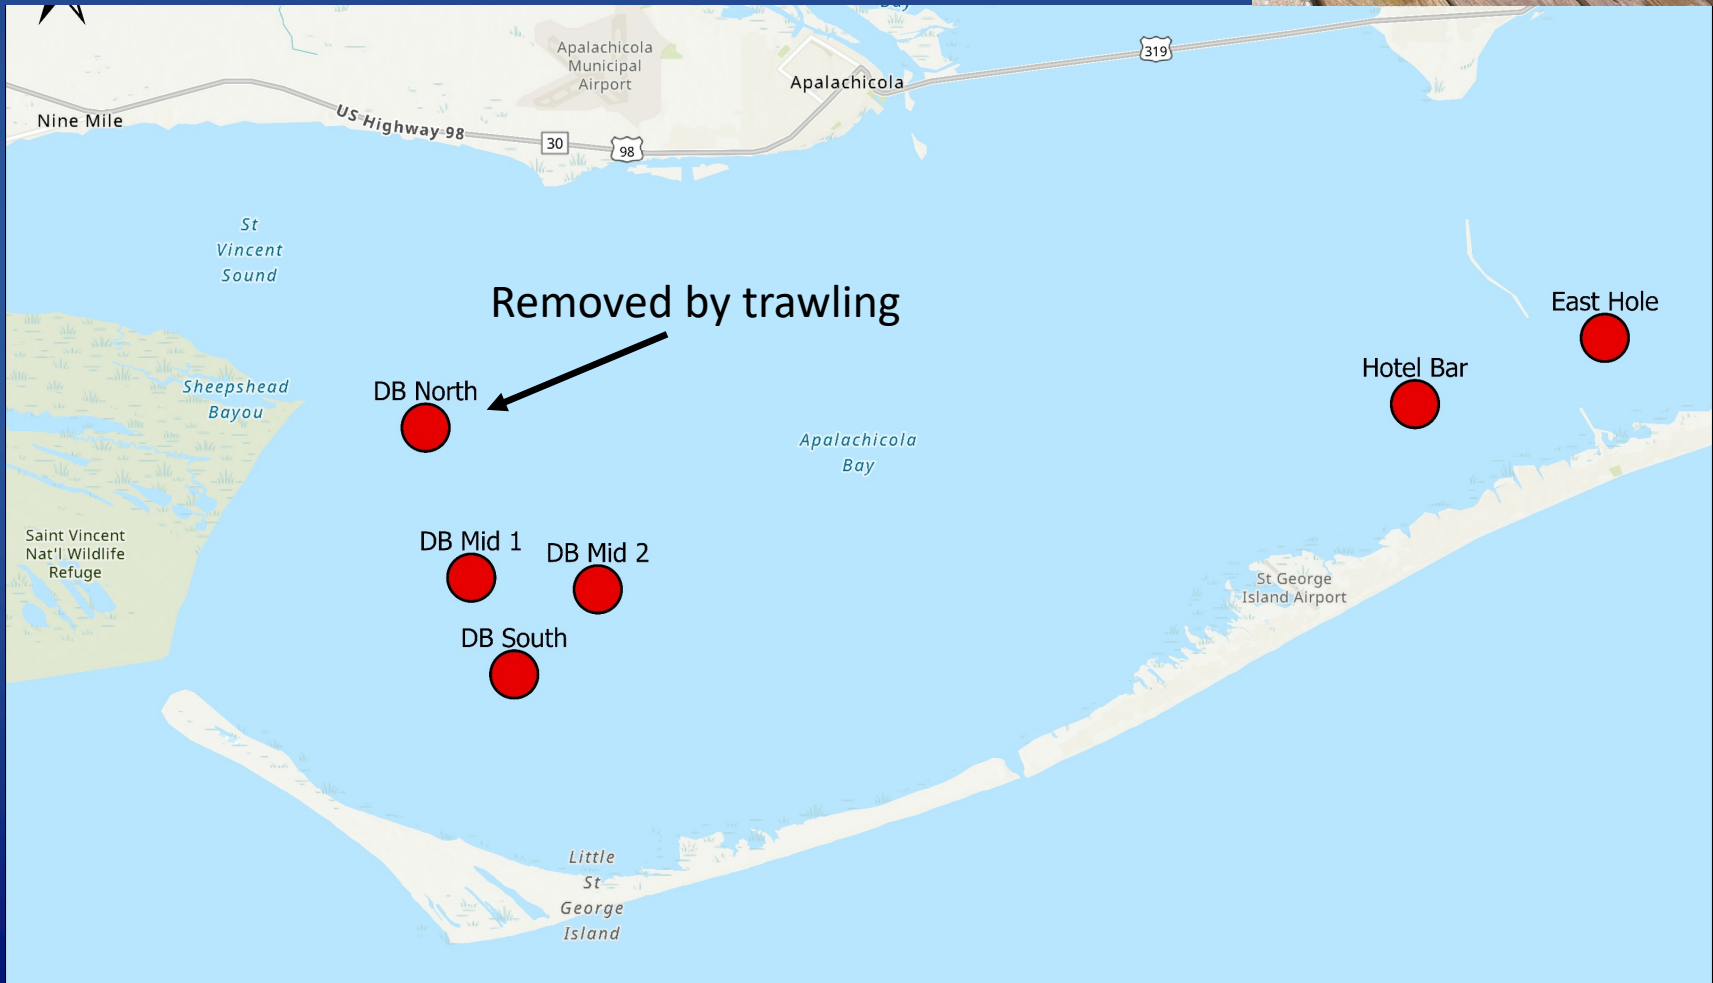 Bay
Apalachicola
Municipal
Airport
319
Apalachicola
Nine Mile
US Highway 98
30
98
St
Vincent
Sound
Removed by trawling
East Hole
Hotel Bar
Sheepshead
Bayou
DB North
Apalachicola
Bay
Saint Vincent
Nat'l Wildlife
Refuge
DB Mid 1
DB Mid 2
St George
Island Airport
DB South
Little
St
George
Island